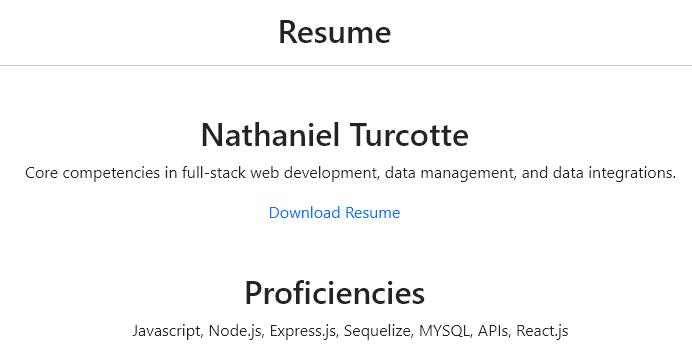 Resume
Nathaniel Turcotte
Core competencies in full-stack web development, data management, and data integrations.
Download Resume
Proficiencies
Javascript, Node.js, Express.js, Sequelize, MYSQL, APIs, React.js